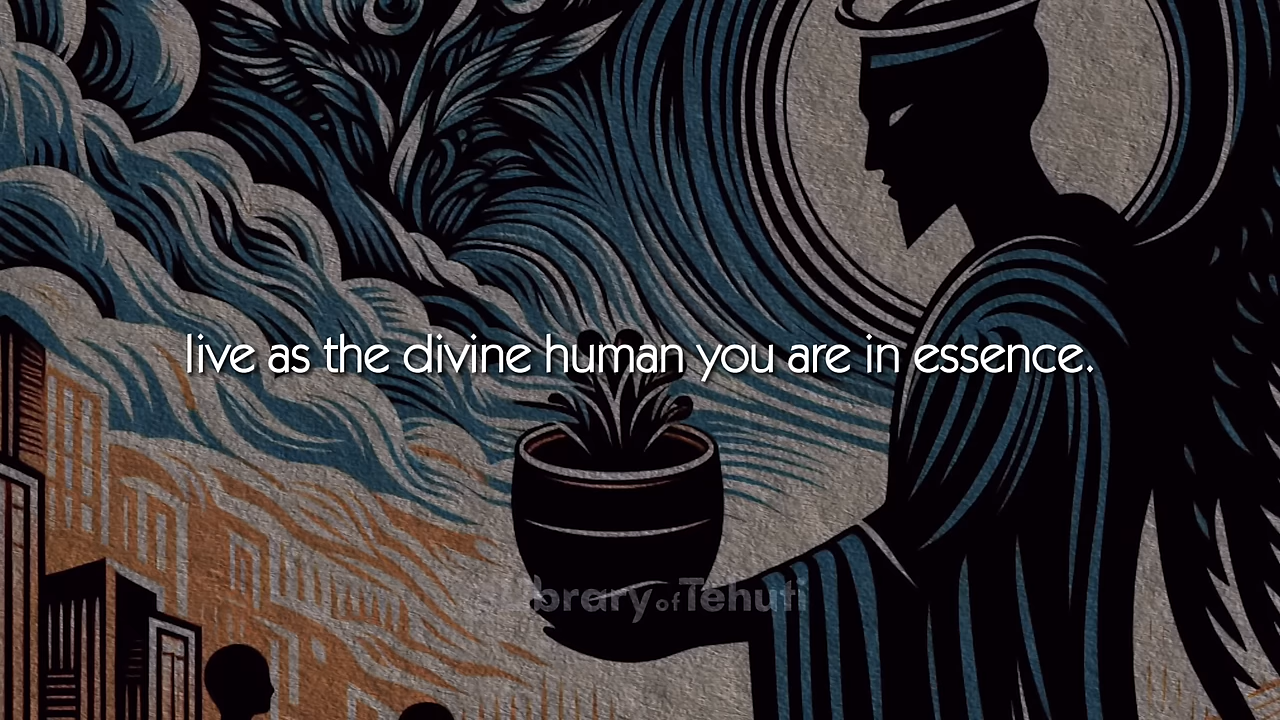 live as the divine human you are in essence.
Library of Tehuti